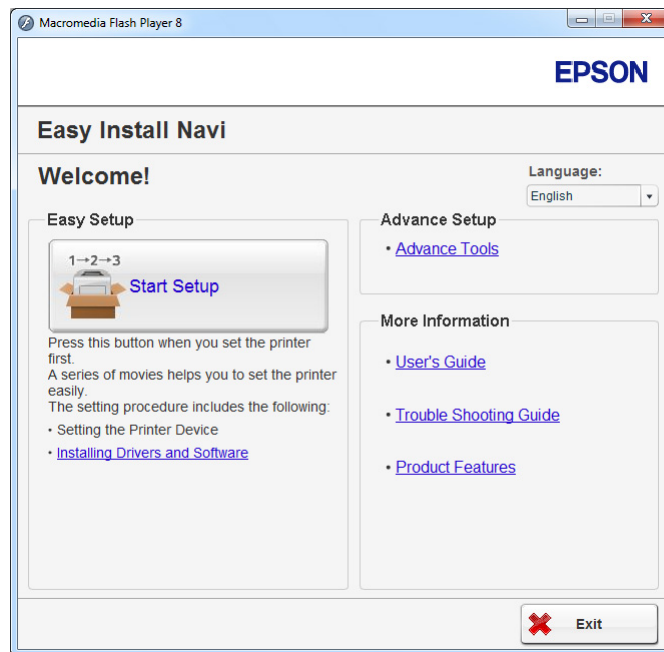 Macromedia Flash Player 8
EPSON
Easy Install Navi
Welcome!
Language:
English
Easy Setup
1→2→3
Start Setup
Press this button when you set the printer
first.
A series of movies helps you to set the printer
easily.
The setting procedure includes the following:
• Setting the Printer Device
• Installing Drivers and Software
Advance Setup
• Advance Tools
More Information
• User's Guide
• Trouble Shooting Guide
• Product Features
Exit